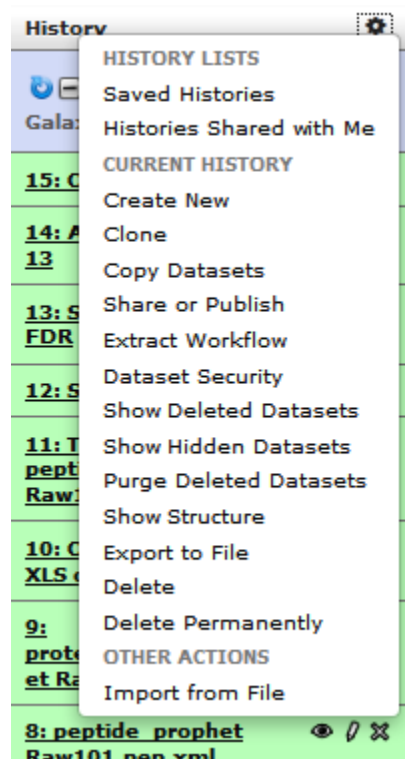 History
HISTORY LISTS
Saved Histories
Histories Shared with Me
CURRENT HISTORY
Create New
Clone
Copy Datasets
Share or Publish
Extract Workflow
Dataset Security
Show Deleted Datasets
Show Hidden Datasets
Purge Deleted Datasets
Show Structure
Export to File
Delete
Delete Permanently
OTHER ACTIONS
Import from File
15:
14:
13
13:
FDR
12:
11:
10:
XLS
9:
8: peptide_prophet
Raw101.pep.xml